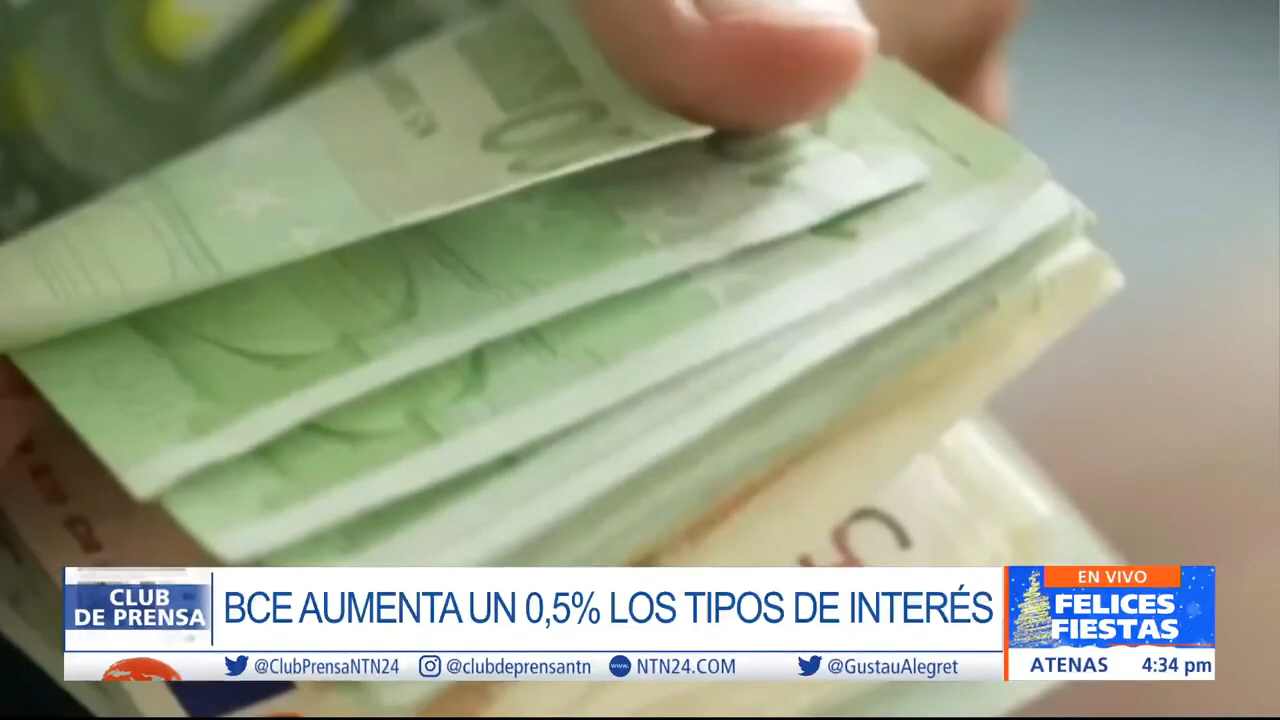 CLUB
DE PRENSA
BCE AUMENTA UN 0,5% LOS TIPOS DE INTERÉS
EN VIVO
FELICES
FIESTAS
@ClubPrensaNTN24 @clubdeprensantn www. NTN24.COM @GustauAlegret
ATENAS 4:34 pm